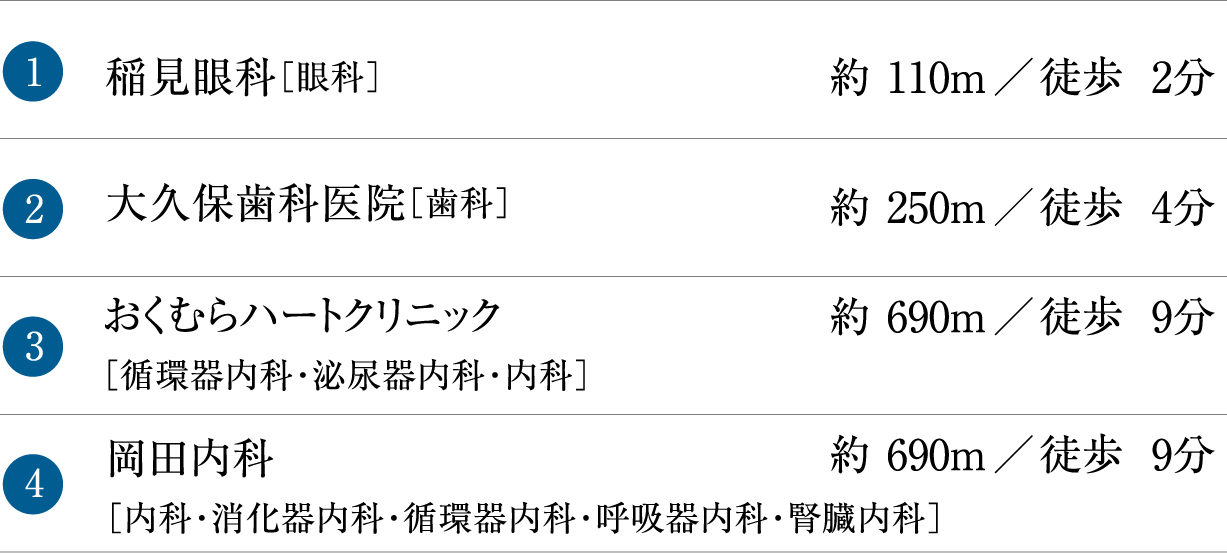 1 稲見眼科[眼科] 約 110m／徒歩 2分
2 大久保歯科医院[歯科] 約 250m／徒歩 4分
3 おくむらハートクリニック 約 690m／徒歩 9分
[循環器内科・泌尿器内科・内科]
4 岡田内科 約 690m／徒歩 9分
[内科・消化器内科・循環器内科・呼吸器内科・腎臓内科]